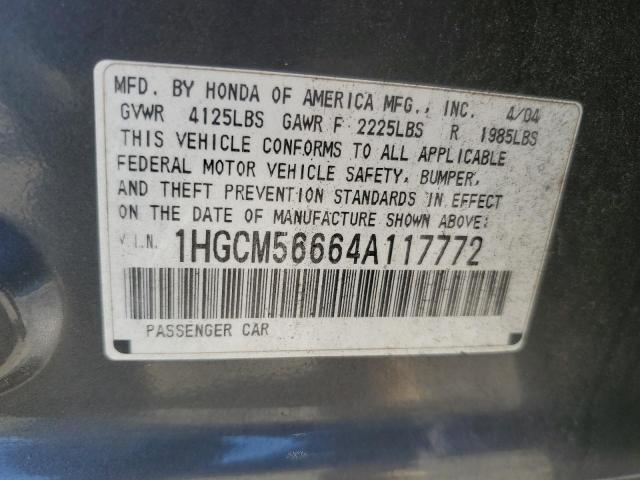 MFD. BY HONDA OF AMERICA MFG., INC. 4/04
GVWR 4125LBS GAWR F 2225LBS R 1985LBS
THIS VEHICLE CONFORMS TO ALL APPLICABLE
FEDERAL MOTOR VEHICLE SAFETY, BUMPER,
AND THEFT PREVENTION STANDARDS IN EFFECT
ON THE DATE OF MANUFACTURE SHOWN ABOVE:
V.I.N. 1HGCM56664A117772
PASSENGER CAR